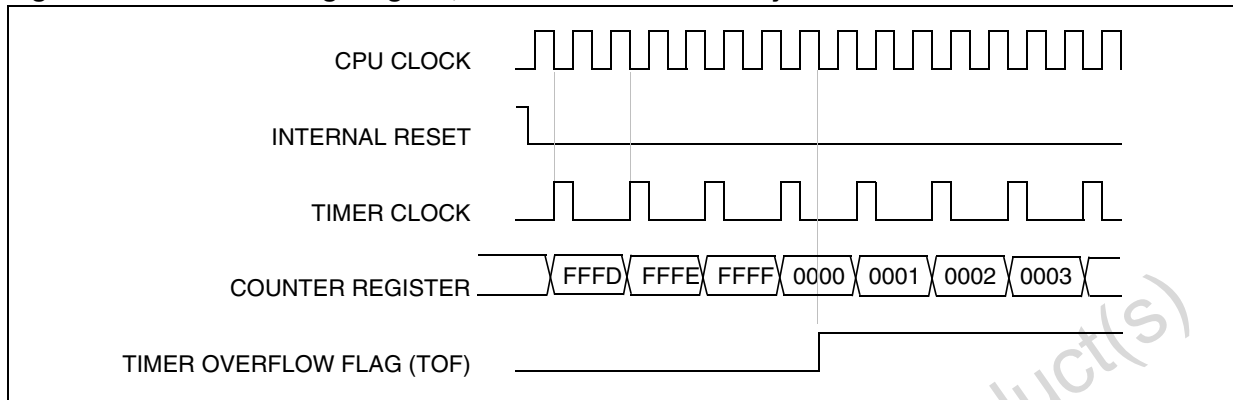 CPU CLOCK
INTERNAL RESET
TIMER CLOCK
COUNTER REGISTER
FFFD FFFE FFFF 0000 0001 0002 0003
TIMER OVERFLOW FLAG (TOF)